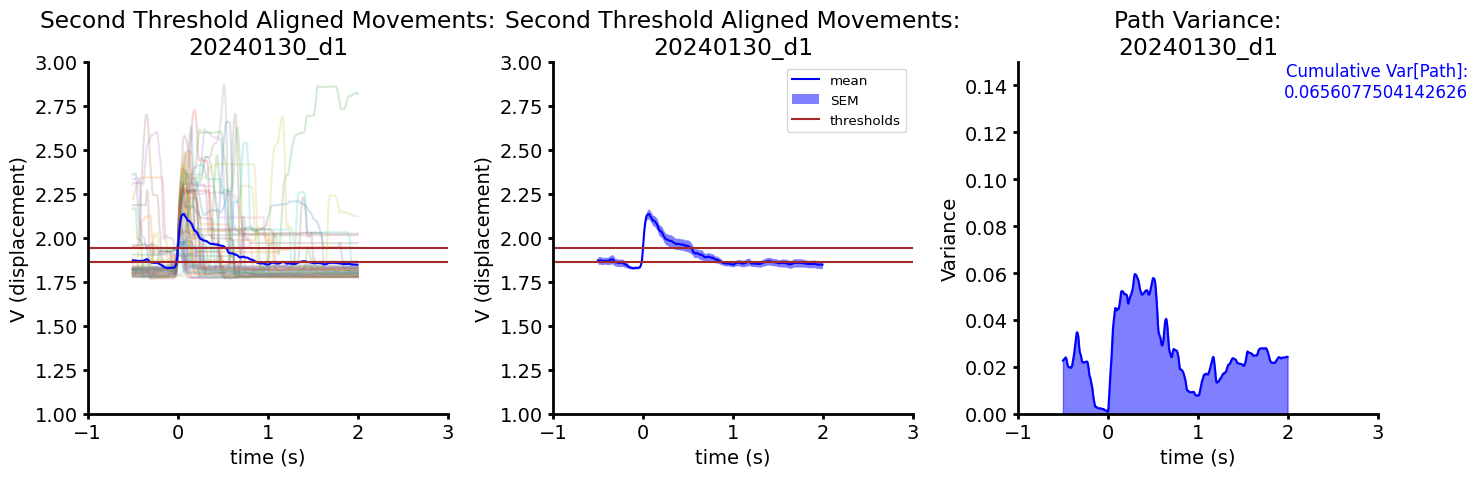 Second Threshold Aligned Movements:
20240130_d1
3.00
2.75
2.50
2.25
2.00
1.75
1.50
1.25
1.00
V (displacement)
−1
0
1
2
3
time (s)
Second Threshold Aligned Movements:
20240130_d1
mean
SEM
thresholds
3.00
2.75
2.50
2.25
2.00
1.75
1.50
1.25
1.00
V (displacement)
−1
0
1
2
3
time (s)
Path Variance:
20240130_d1
Cumulative Var[Path]:
0.0656077504142626
0.14
0.12
0.10
0.08
0.06
0.04
0.02
0.00
Variance
−1
0
1
2
3
time (s)